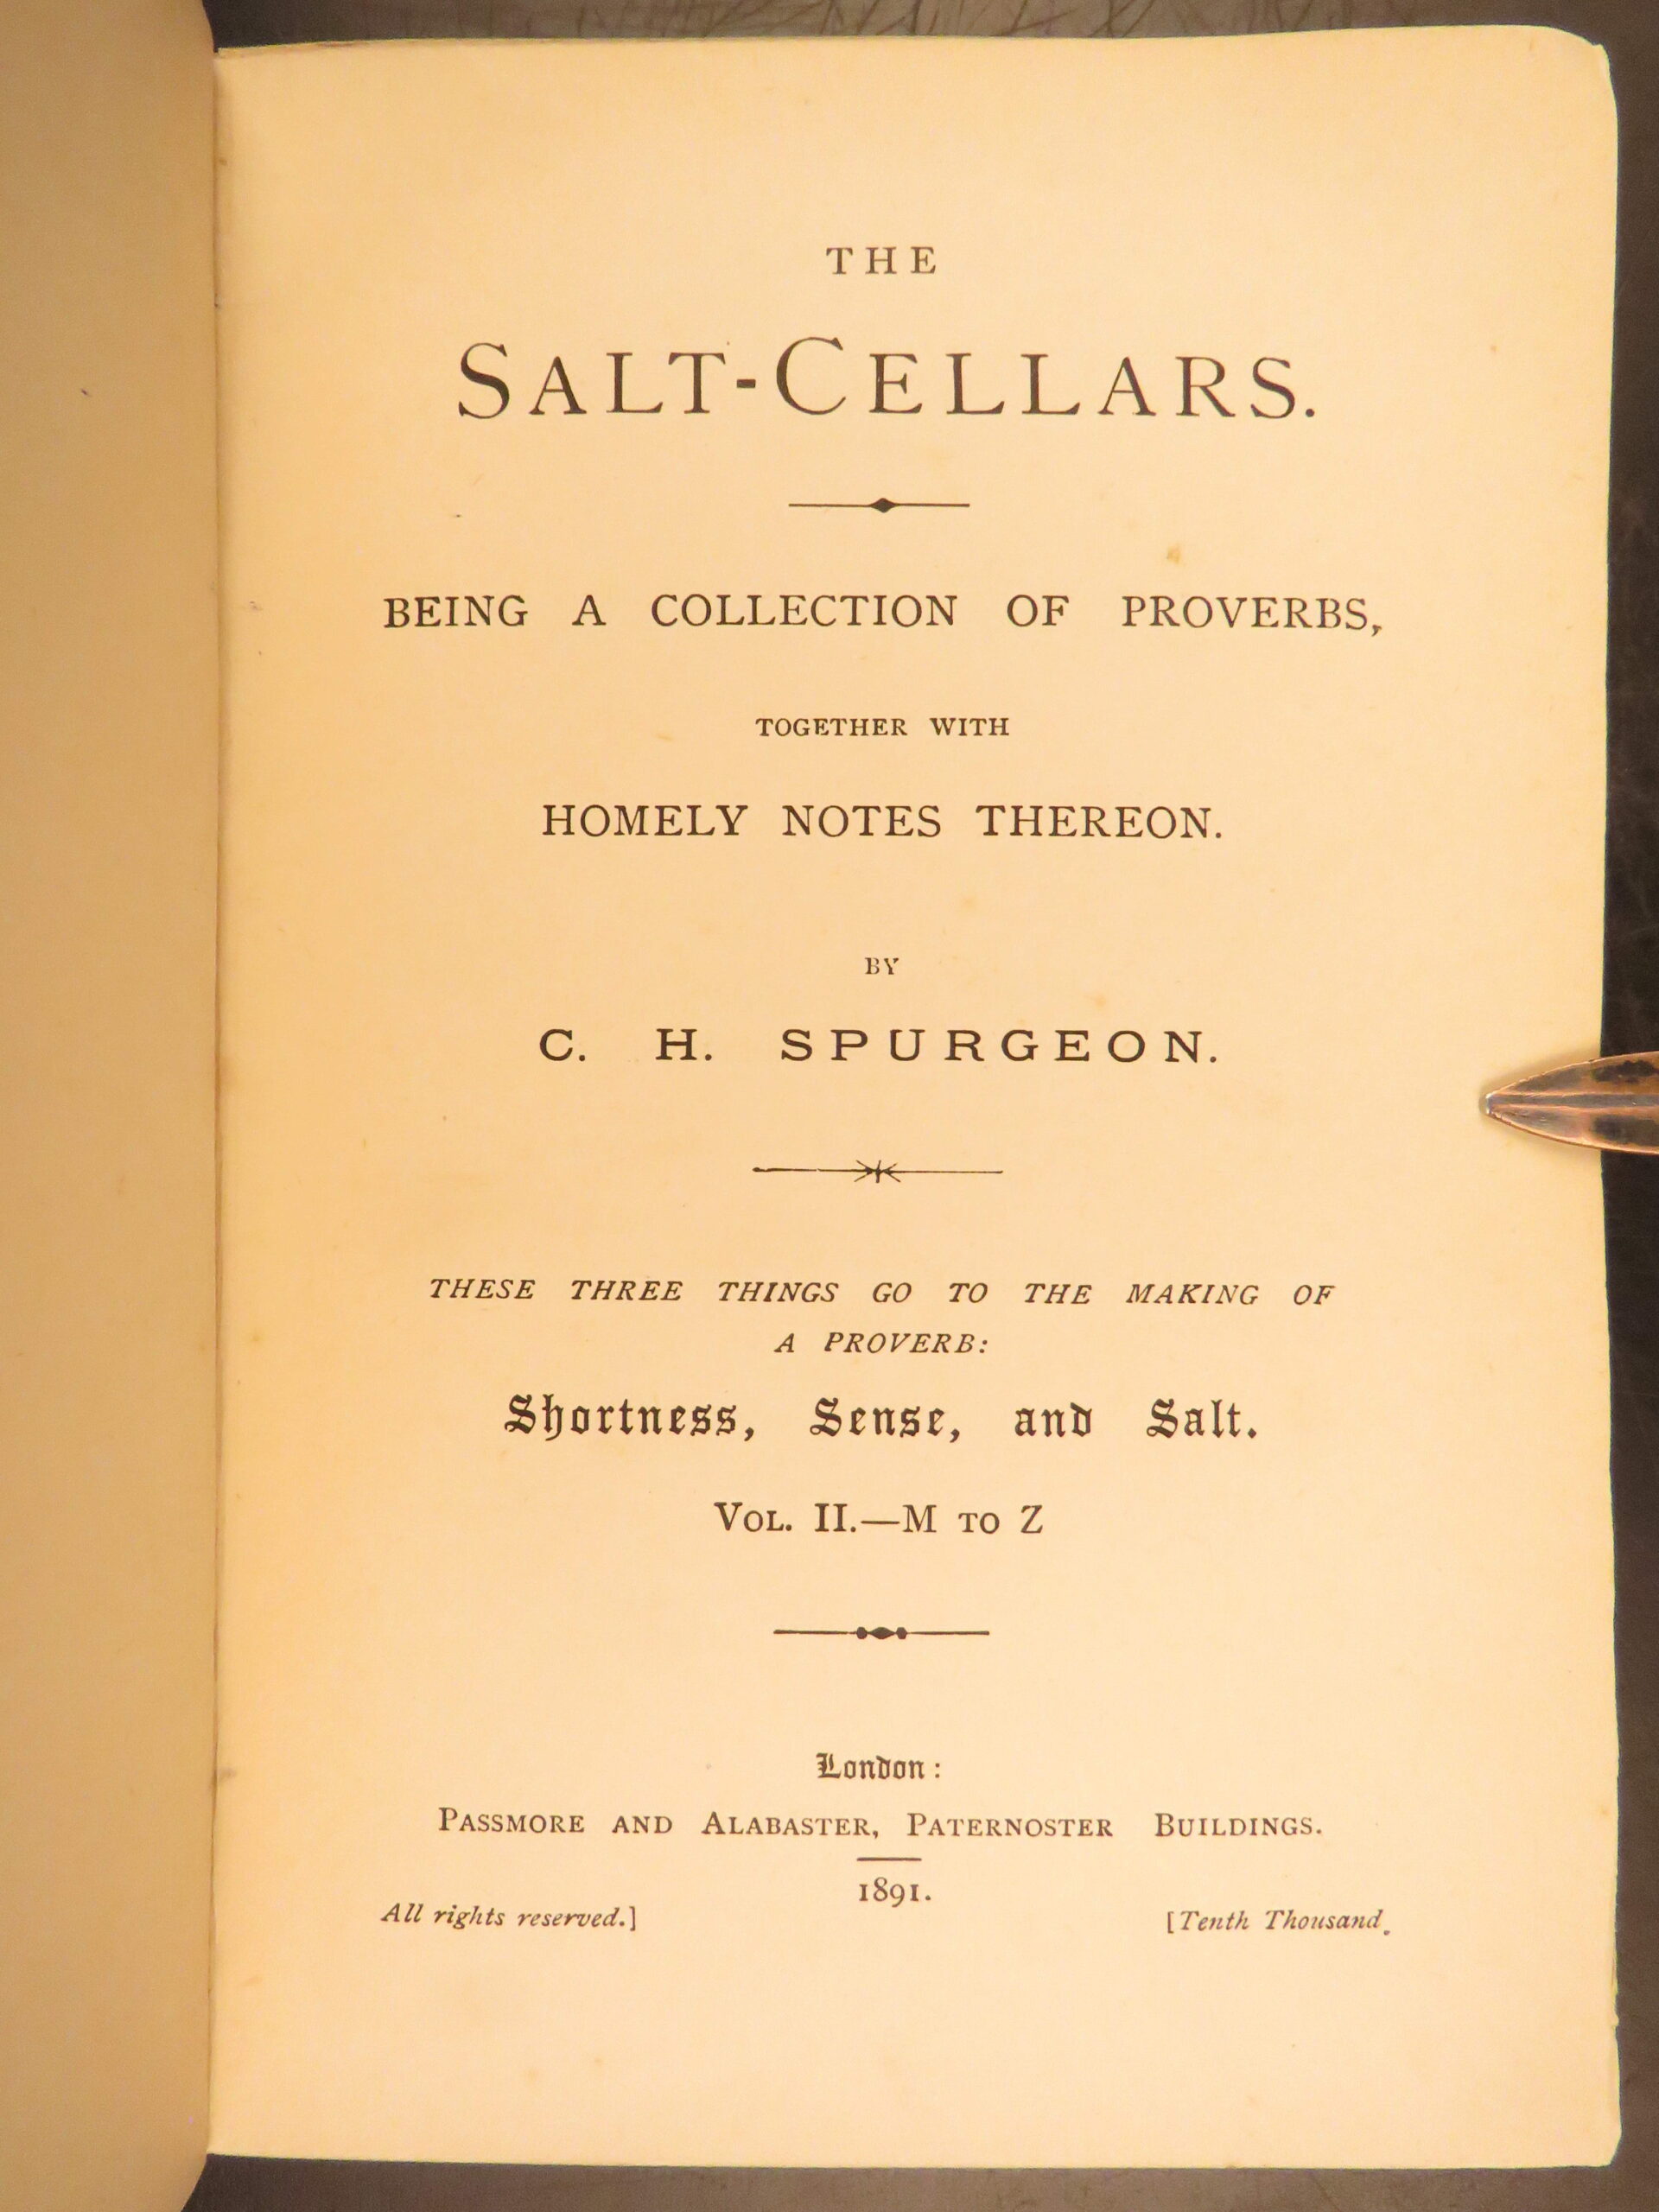 THE
SALT-CELLARS.
BEING A COLLECTION OF PROVERBS,
TOGETHER WITH
HOMELY NOTES THEREON.
BY
C. H. SPURGEON.
THESE THREE THINGS GO TO THE MAKING OF
A PROVERB:
Shortness, Sense, and Salt.
VOL. II.—M TO Z
London:
PASSMORE AND ALABASTER, PATERNOSTER BUILDINGS.
1891.
All rights reserved.] [Tenth Thousand.